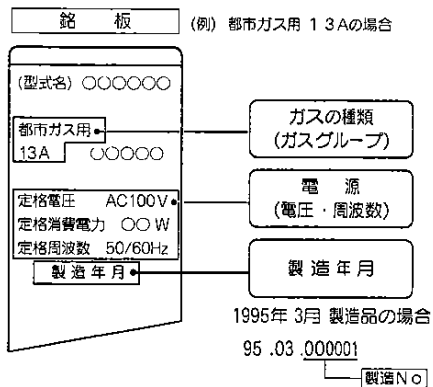 銘板
(例) 都市ガス用 13Aの場合
(型式名) ○○○○○○
都市ガス用
13A ○○○○○
定格電圧 AC100V
定格消費電力 ○○W
定格周波数 50/60Hz
製造年月
ガスの種類
(ガスグループ)
電源
(電圧・周波数)
製造年月
1995年 3月 製造品の場合
95 .03 .000001
製造No